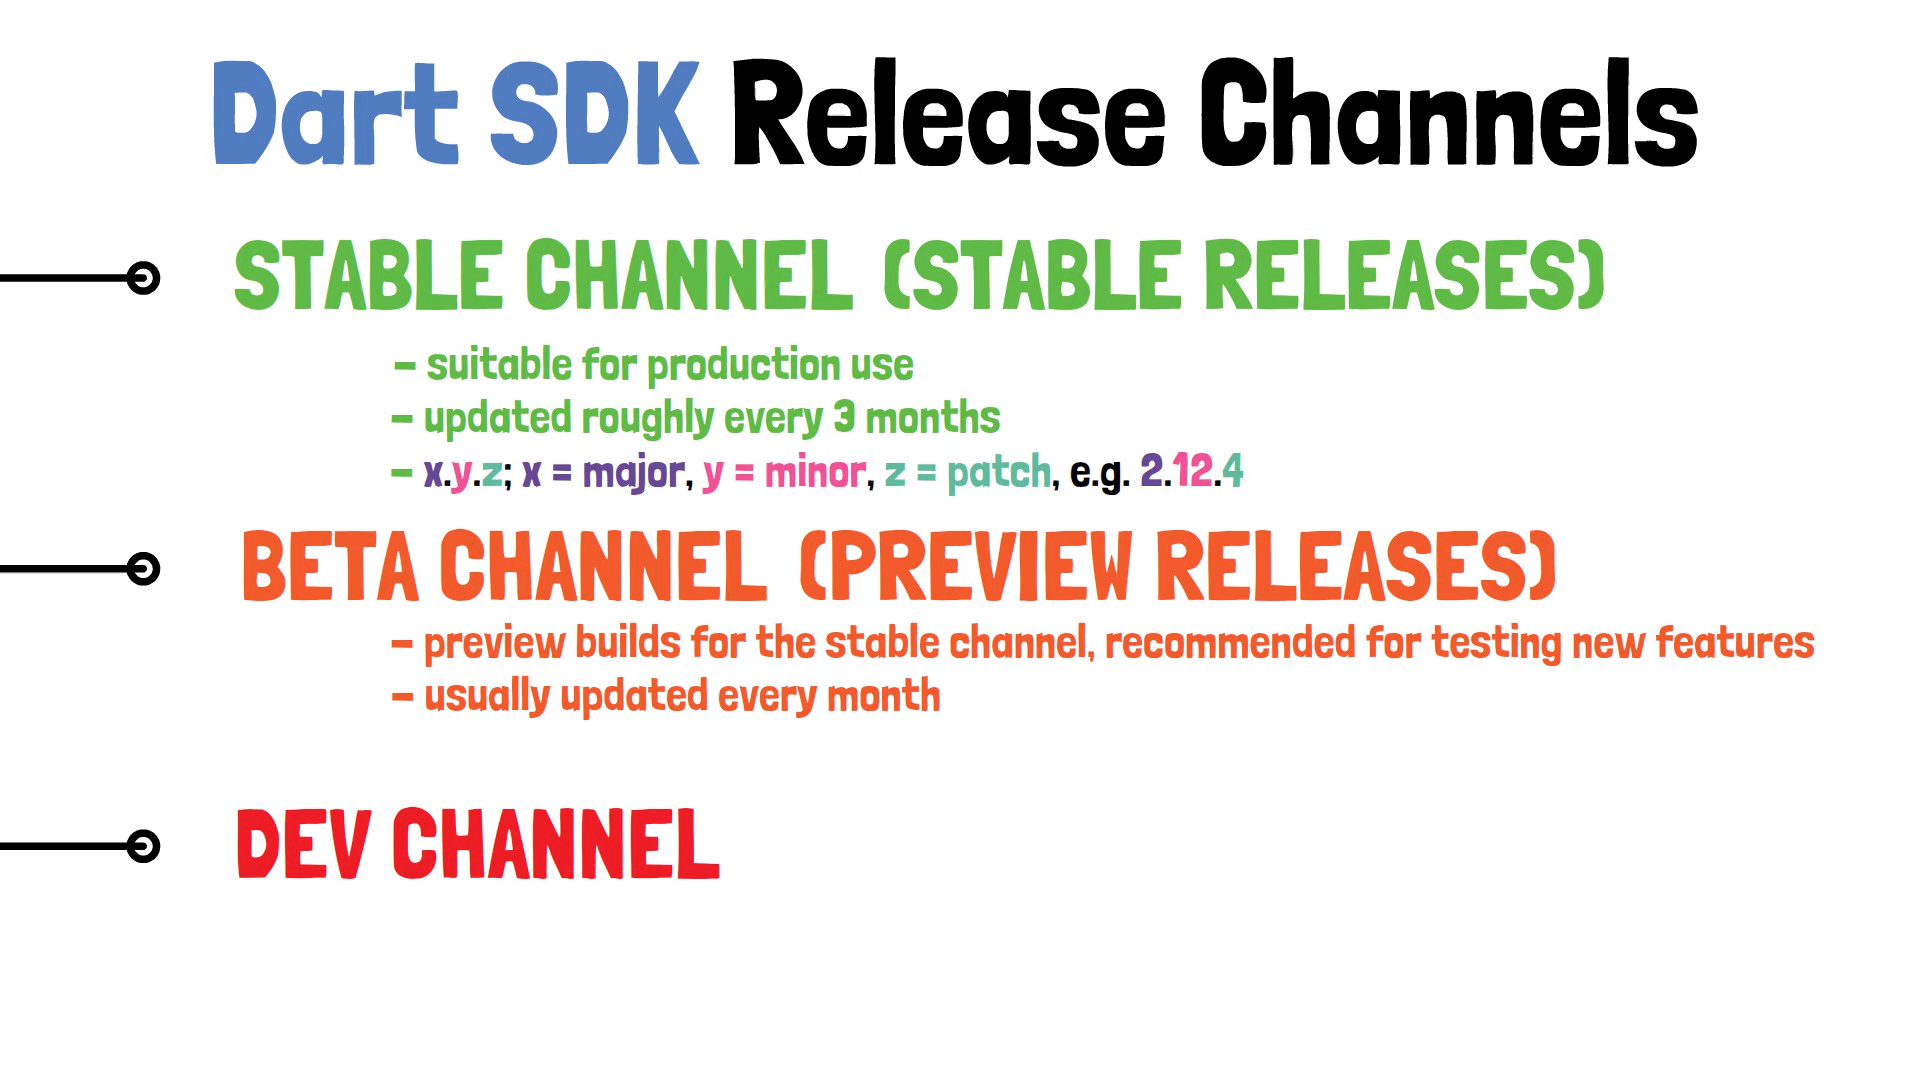 Dart SDK Release Channels
STABLE CHANNEL (STABLE RELEASES)
- suitable for production use
- updated roughly every 3 months
- x.y.z; x = major, y = minor, z = patch, e.g. 2.12.4
BETA CHANNEL (PREVIEW RELEASES)
- preview builds for the stable channel, recommended for testing new features
- usually updated every month
DEV CHANNEL